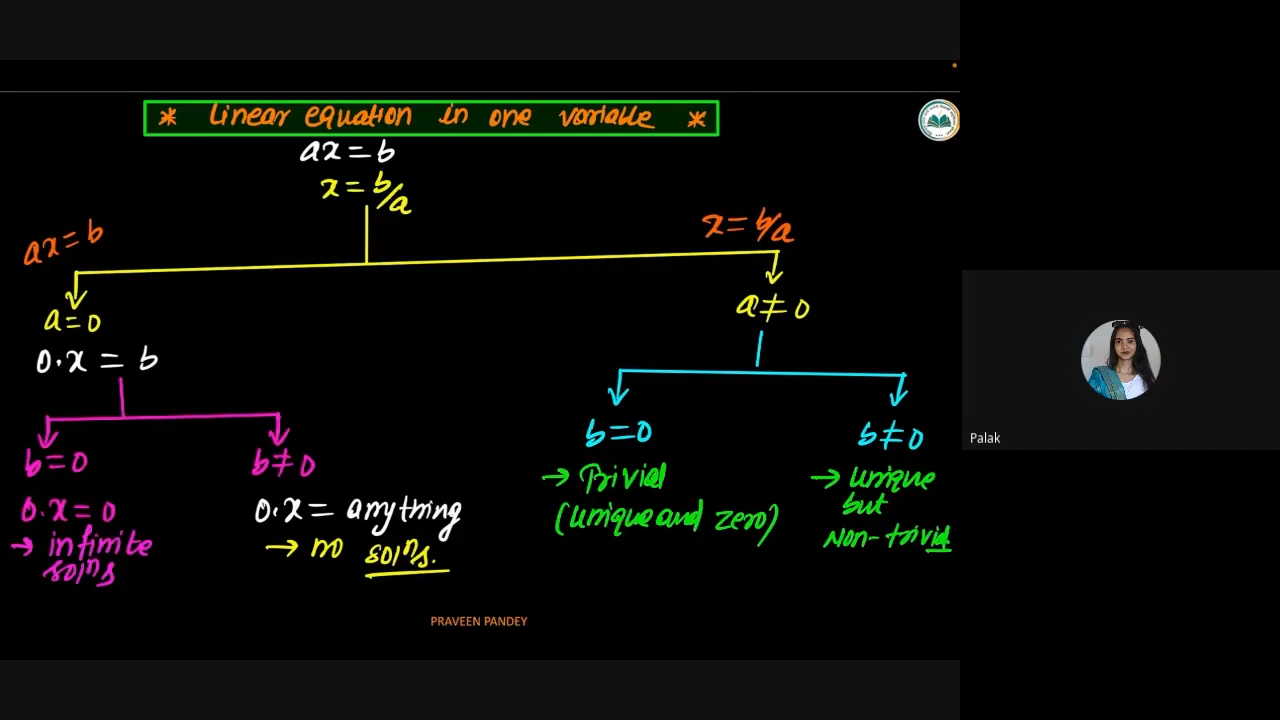 * Linear equation in one variable *
ax = b
x = b/a
ax = b
x = b/a
a = 0
a ≠ 0
0·x = b
b = 0
b ≠ 0
b = 0
b ≠ 0
0·x = 0
→ infinite
solns
0·x = anything
→ no solns.
→ Trivial
(unique and zero)
→ unique
but
Non-trivial
PRAVEEN PANDEY
Palak